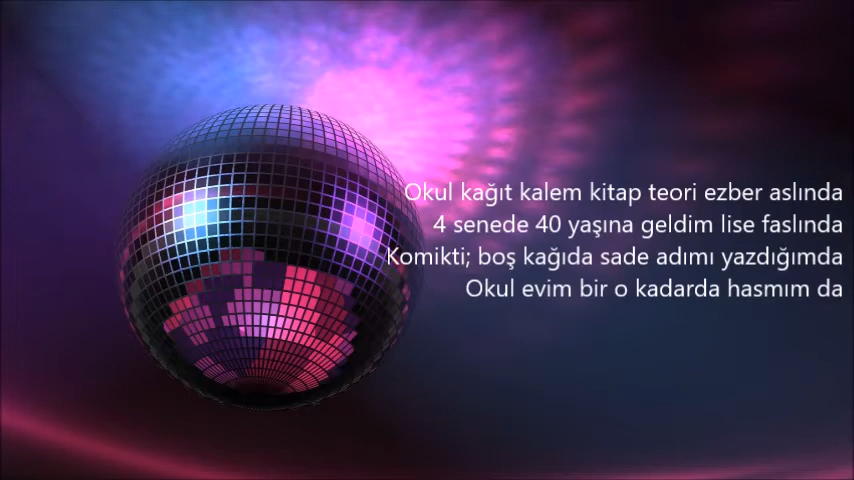 Okul kağıt kalem kitap teori ezber aslında
4 senede 40 yaşına geldim lise faslında
Komikti; boş kağıda sade adımı yazdığımda
Okul evim bir o kadarda hasmım da